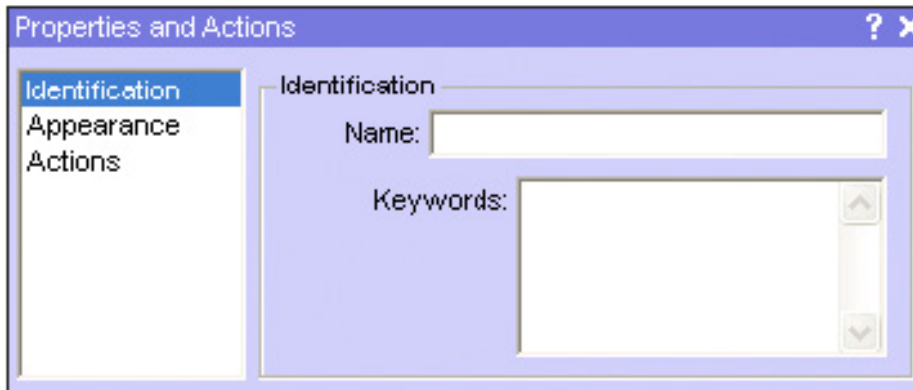 Properties and Actions ?
Identification
Appearance
Actions
Identification
Name:
Keywords: